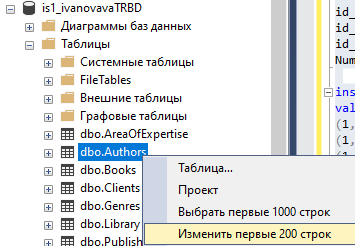 is1_ivanovavaTRBD
Диаграммы баз данных
Таблицы
Системные таблицы
FileTables
Внешние таблицы
Графовые таблицы
dbo.AreaOfExpertise
dbo.Authors
dbo.Books
dbo.Clients
dbo.Genres
dbo.Library
dbo.Publish
Таблица...
Проект
Выбрать первые 1000 строк
Изменить первые 200 строк
id_
id_
id_
Num
ins
val
(1,
(1,